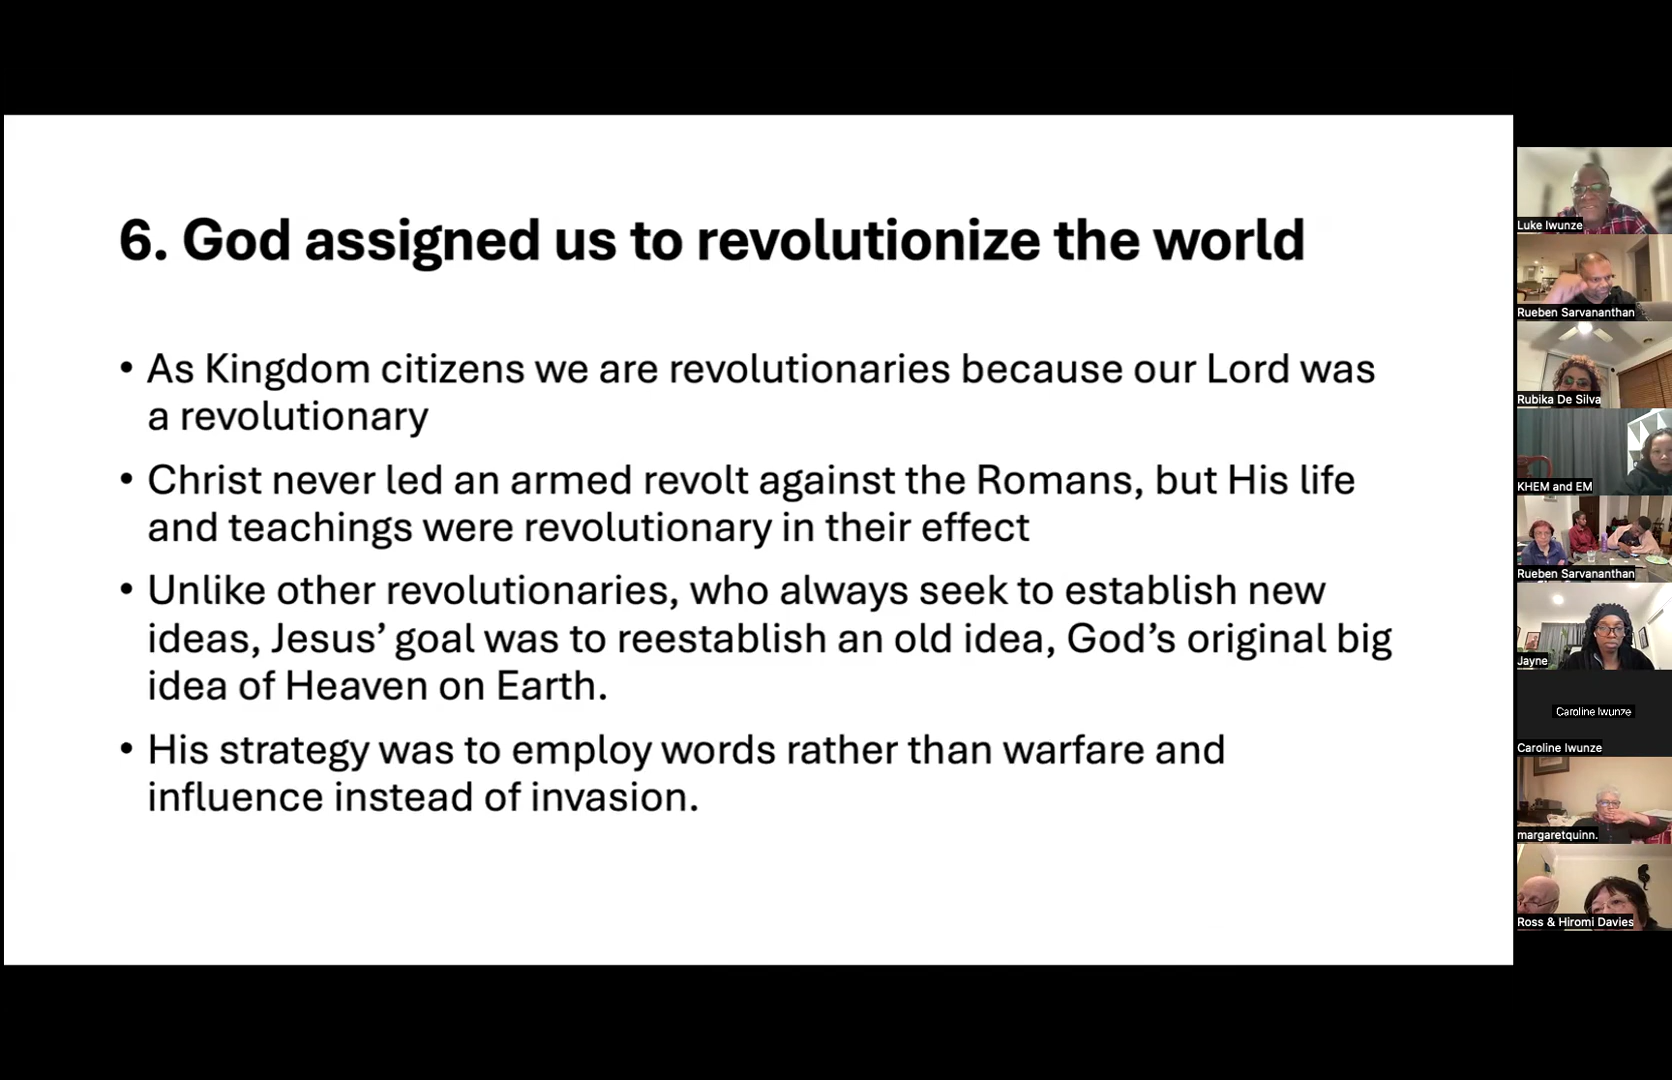 6. God assigned us to revolutionize the world
• As Kingdom citizens we are revolutionaries because our Lord was
a revolutionary
• Christ never led an armed revolt against the Romans, but His life
and teachings were revolutionary in their effect
• Unlike other revolutionaries, who always seek to establish new
ideas, Jesus’ goal was to reestablish an old idea, God’s original big
idea of Heaven on Earth.
• His strategy was to employ words rather than warfare and
influence instead of invasion.
Luke Iwunze
Rueben Sarvananthan
Rubika De Silva
KHEM and EM
Rueben Sarvananthan
Jayne
Caroline Iwunze
Caroline Iwunze
margaretquinn.
Ross & Hiromi Davies